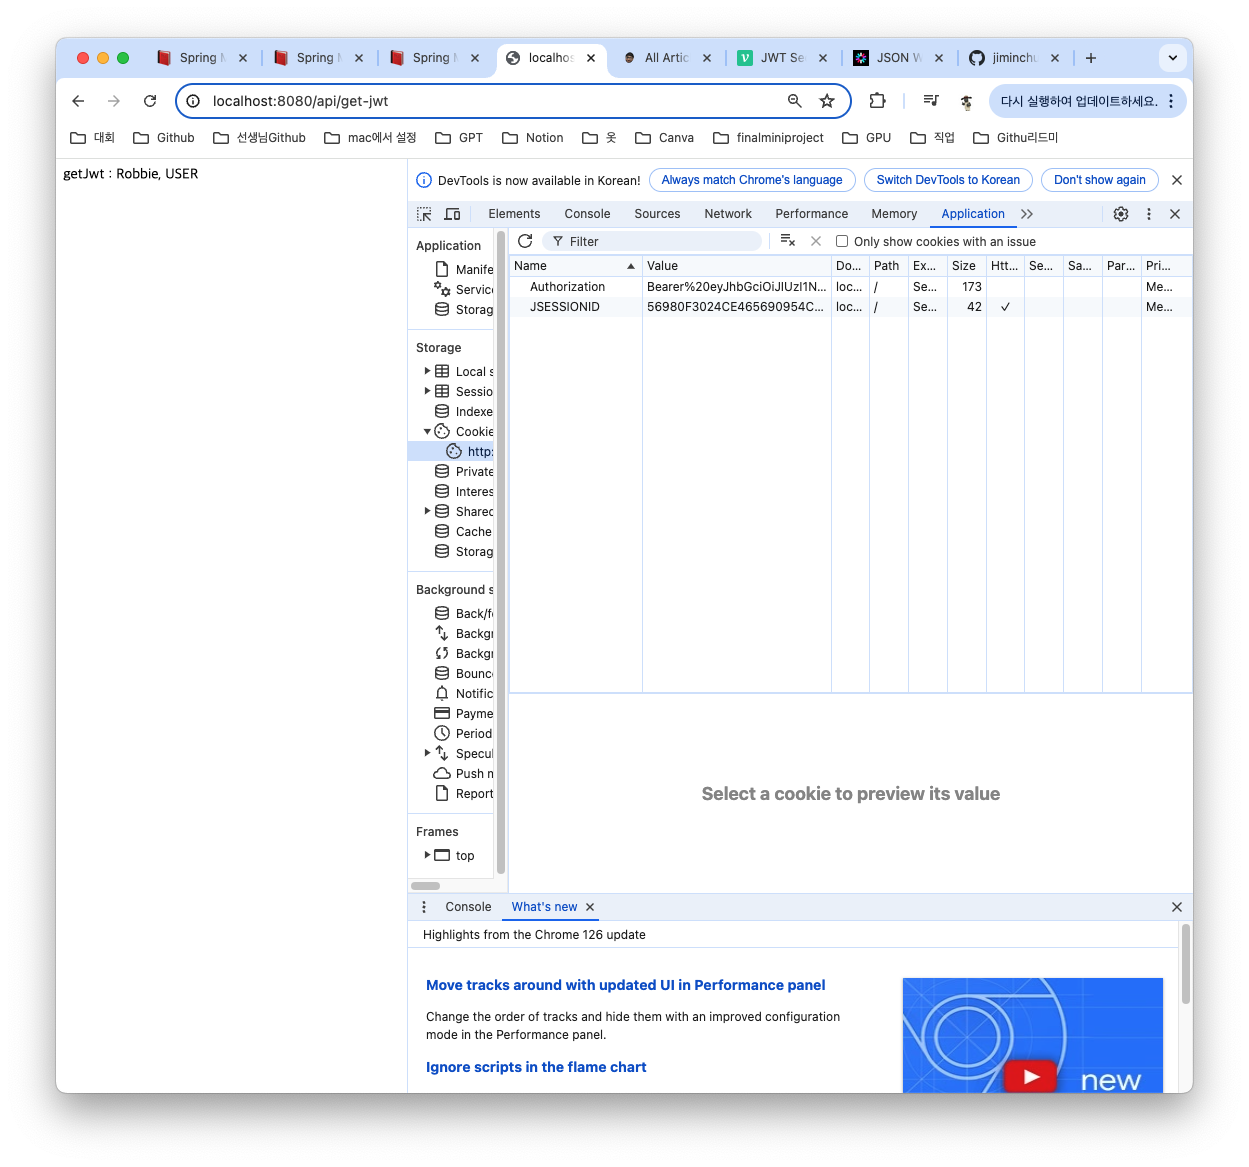 Spring M
Spring M
Spring M
localhos
All Artic
JWT Se
JSON W
jiminchu
localhost:8080/api/get-jwt
다시 실행하여 업데이트하세요.
대회
Github
선생님Github
mac에서 설정
GPT
Notion
옷
Canva
finalminiproject
GPU
직업
Githu리드미
getJwt : Robbie, USER
DevTools is now available in Korean!
Always match Chrome's language
Switch DevTools to Korean
Don't show again
Elements
Console
Sources
Network
Performance
Memory
Application
Application
Manife
Service
Storag
Storage
Local s
Sessio
Indexe
Cookie
http:
Private
Interes
Shared
Cache
Storag
Background s
Back/fo
Backgr
Backgr
Bounce
Notific
Payme
Period
Specul
Push m
Report
Frames
top
Filter
Only show cookies with an issue
Name Value Do... Path Ex... Size Htt... Se... Sa... Par... Pri...
Authorization Bearer%20eyJhbGciOiJIUzI1N... loc... / Se... 173 Me...
JSESSIONID 56980F3024CE465690954C... loc... / Se... 42 ✓ Me...
Select a cookie to preview its value
Console
What's new
Highlights from the Chrome 126 update
Move tracks around with updated UI in Performance panel
Change the order of tracks and hide them with an improved configuration
mode in the Performance panel.
Ignore scripts in the flame chart
new